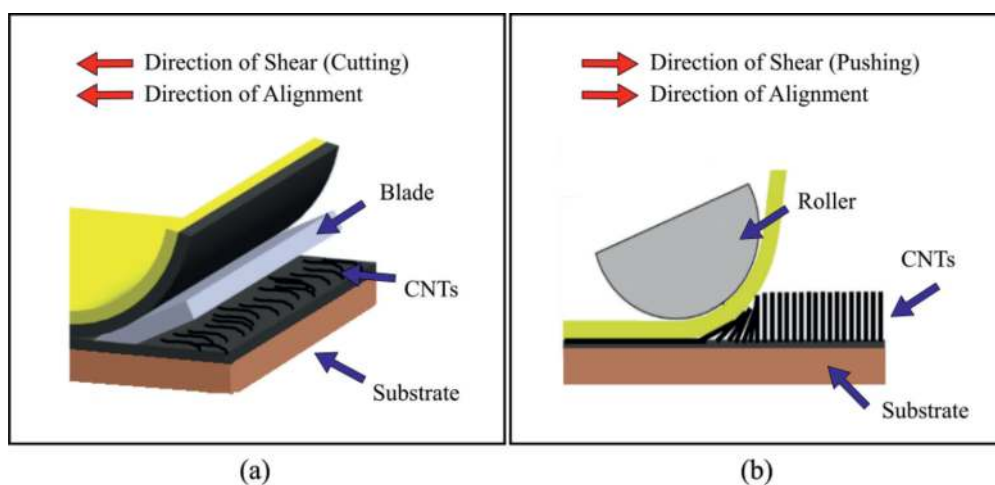 Direction of Shear (Cutting)
Direction of Alignment
Blade
CNTs
Substrate
(a)
Direction of Shear (Pushing)
Direction of Alignment
Roller
CNTs
Substrate
(b)